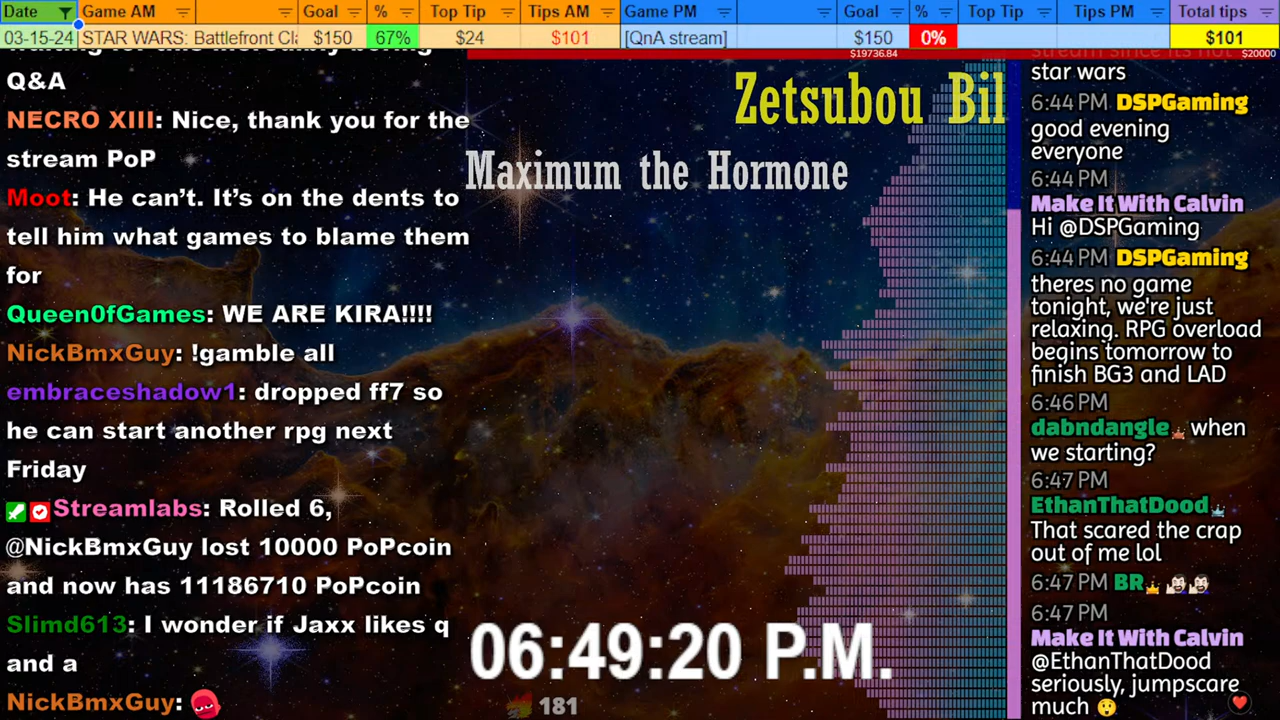 Date Game AM Goal % Top Tip Tips AM Game PM Goal % Top Tip Tips PM Total tips
03-15-24 STAR WARS: Battlefront Cl $150 67% $24 $101 [QnA stream] $150 0% $101
$19736.84 $20000
Q&A
NECRO XIII: Nice, thank you for the
stream PoP
Moot: He can't. It's on the dents to
tell him what games to blame them
for
Queen0fGames: WE ARE KIRA!!!!
NickBmxGuy: !gamble all
embraceshadow1: dropped ff7 so
he can start another rpg next
Friday
Streamlabs: Rolled 6,
@NickBmxGuy lost 10000 PoPcoin
and now has 11186710 PoPcoin
Slimd613: I wonder if Jaxx likes q
and a
NickBmxGuy:
Zetsubou Bil
Maximum the Hormone
06:49:20 P.M.
181
stream since its not
star wars
6:44 PM DSPGaming
good evening
everyone
6:44 PM
Make It With Calvin
Hi @DSPGaming
6:44 PM DSPGaming
theres no game
tonight, we're just
relaxing. RPG overload
begins tomorrow to
finish BG3 and LAD
6:46 PM
dabndangle when
we starting?
6:47 PM
EthanThatDood
That scared the crap
out of me lol
6:47 PM BR
6:47 PM
Make It With Calvin
@EthanThatDood
seriously, jumpscare
much